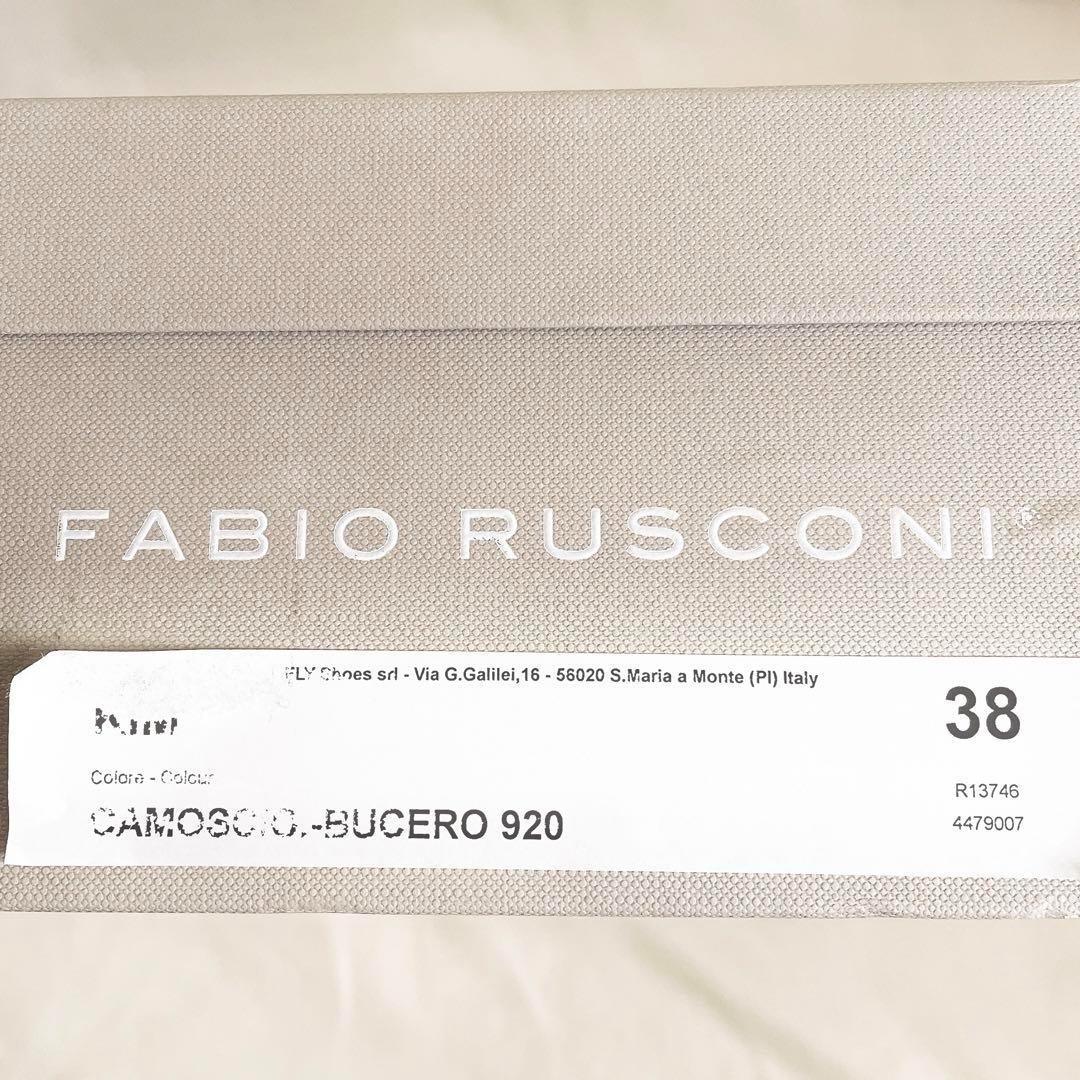 FABIO RUSCONI®
FLY Shoes srl - Via G.Galilei,16 - 56020 S.Maria a Monte (PI) Italy
38
Colore - Colour
R13746
CAMOSCIO.-BUCERO 920
4479007